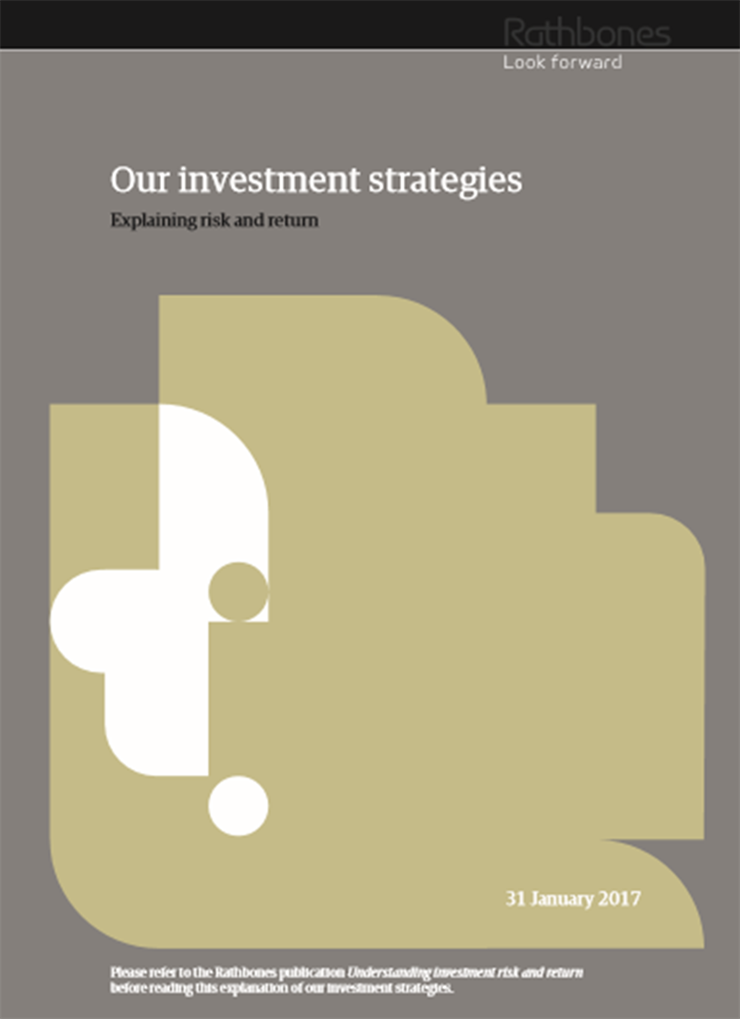 Rathbones
Look forward
Our investment strategies
Explaining risk and return
31 January 2017
Please refer to the Rathbones publication Understanding investment risk and return
before reading this explanation of our investment strategies.